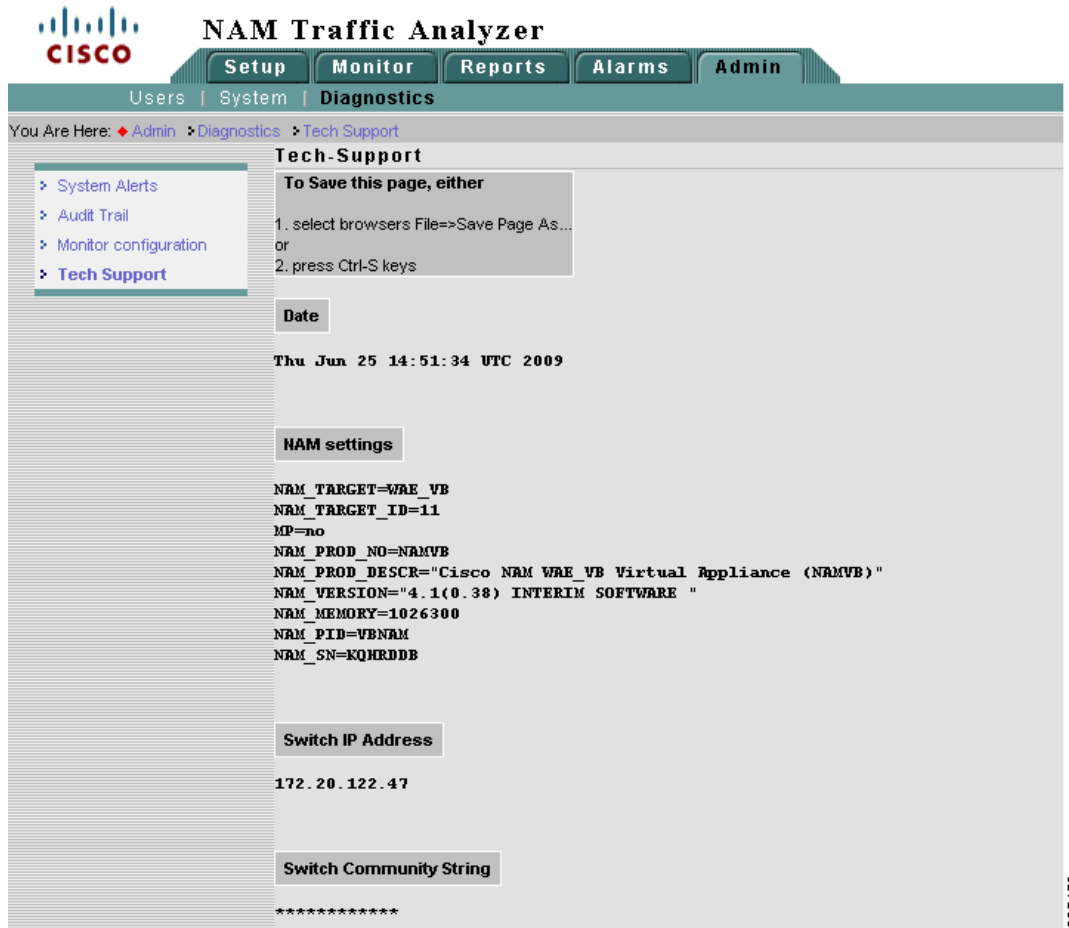 CISCO
NAM Traffic Analyzer
Setup Monitor Reports Alarms Admin
Users | System | Diagnostics
You Are Here: Admin Diagnostics Tech Support
System Alerts
Audit Trail
Monitor configuration
Tech Support
Tech-Support
To Save this page, either
1. select browsers File=>Save Page As...
or
2. press Ctrl-S keys
Date
Thu Jun 25 14:51:34 UTC 2009
NAM settings
NAM_TARGET=WAE_VB
NAM_TARGET_ID=11
MP=no
NAM_PROD_NO=NAMVB
NAM_PROD_DESCR="Cisco NAM WAE_VB Virtual Appliance (NAMVB)"
NAM_VERSION="4.1(0.38) INTERIM SOFTWARE "
NAM_MEMORY=1026300
NAM_PID=VBNAM
NAM_SN=KQHRDDB
Switch IP Address
172.20.122.47
Switch Community String
************